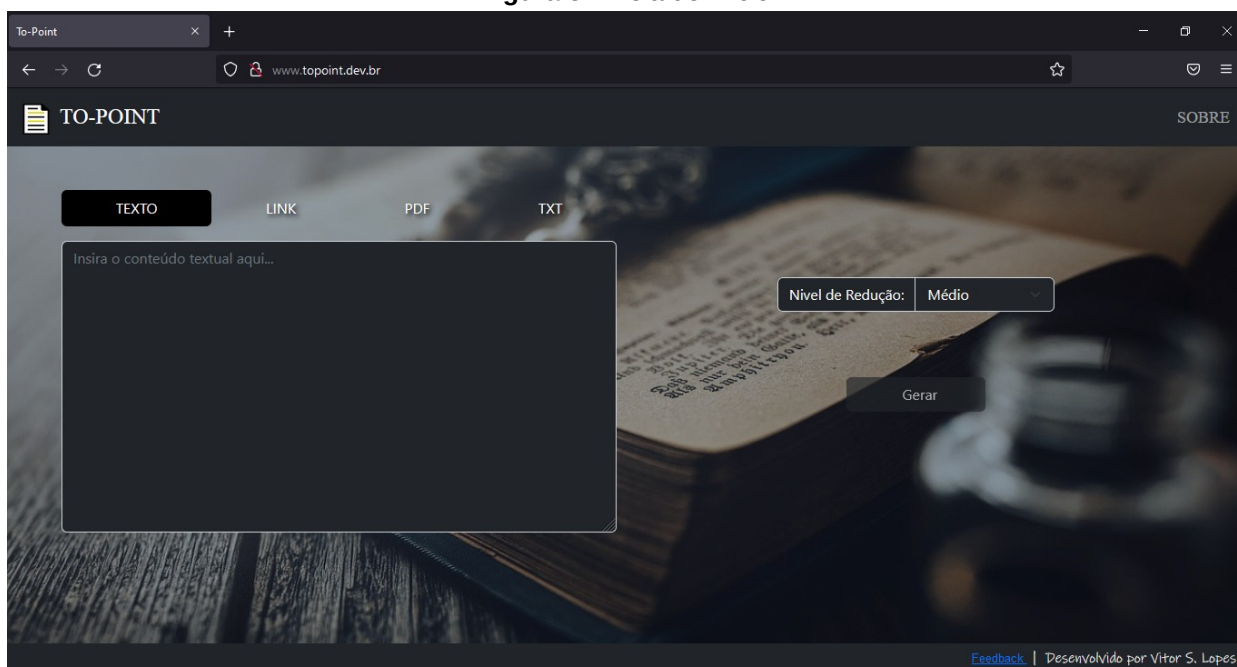 To-Point
www.topoint.dev.br
TO-POINT
SOBRE
TEXTO LINK PDF TXT
Insira o conteúdo textual aqui...
Nivel de Redução: Médio
Gerar
Feedback | Desenvolvido por Vitor S. Lopes